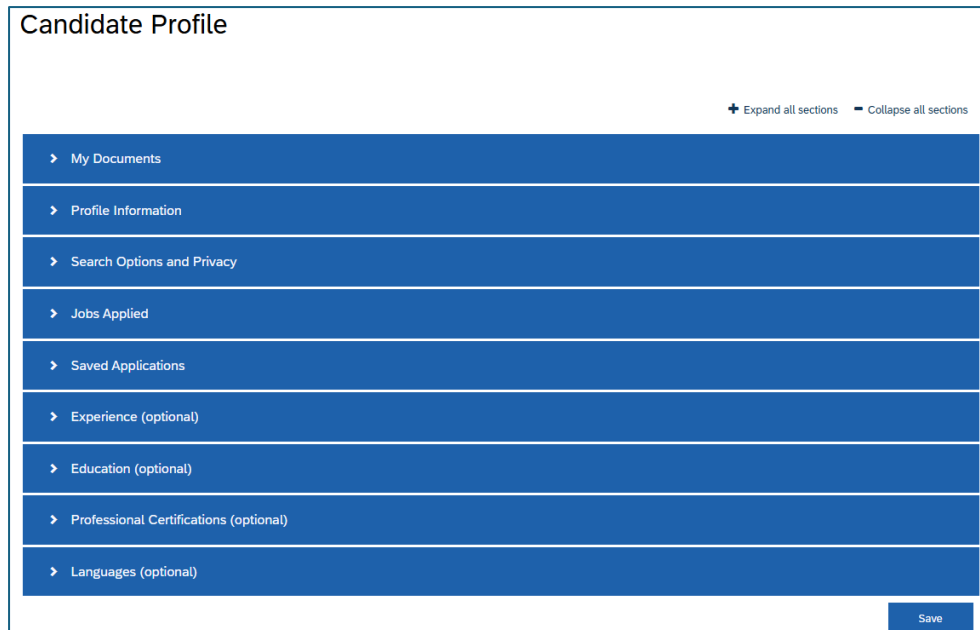 Candidate Profile
Expand all sections Collapse all sections
My Documents
Profile Information
Search Options and Privacy
Jobs Applied
Saved Applications
Experience (optional)
Education (optional)
Professional Certifications (optional)
Languages (optional)
Save